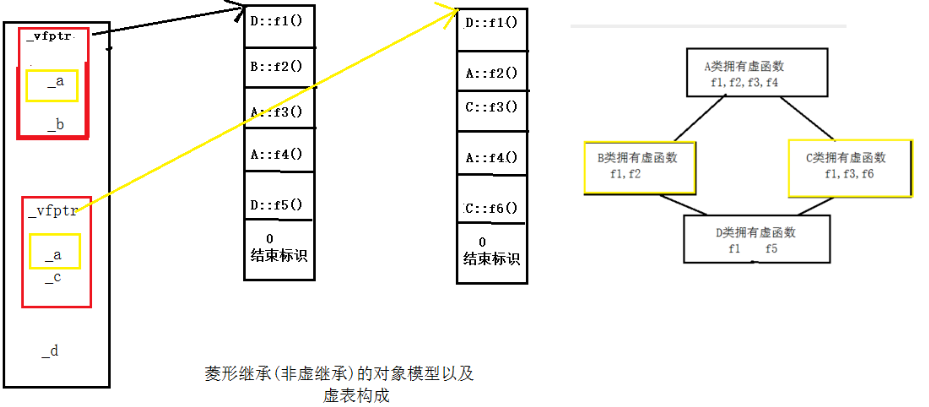 _vfptr
_a
_b
_vfptr
_a
_c
_d
D::f1()
B::f2()
A::f3()
A::f4()
D::f5()
0
结束标识
D::f1()
A::f2()
C::f3()
A::f4()
C::f6()
0
结束标识
A类拥有虚函数
f1,f2,f3,f4
B类拥有虚函数
f1,f2
C类拥有虚函数
f1,f3,f6
D类拥有虚函数
f1 f5
菱形继承(非虚继承)的对象模型以及
虚表构成